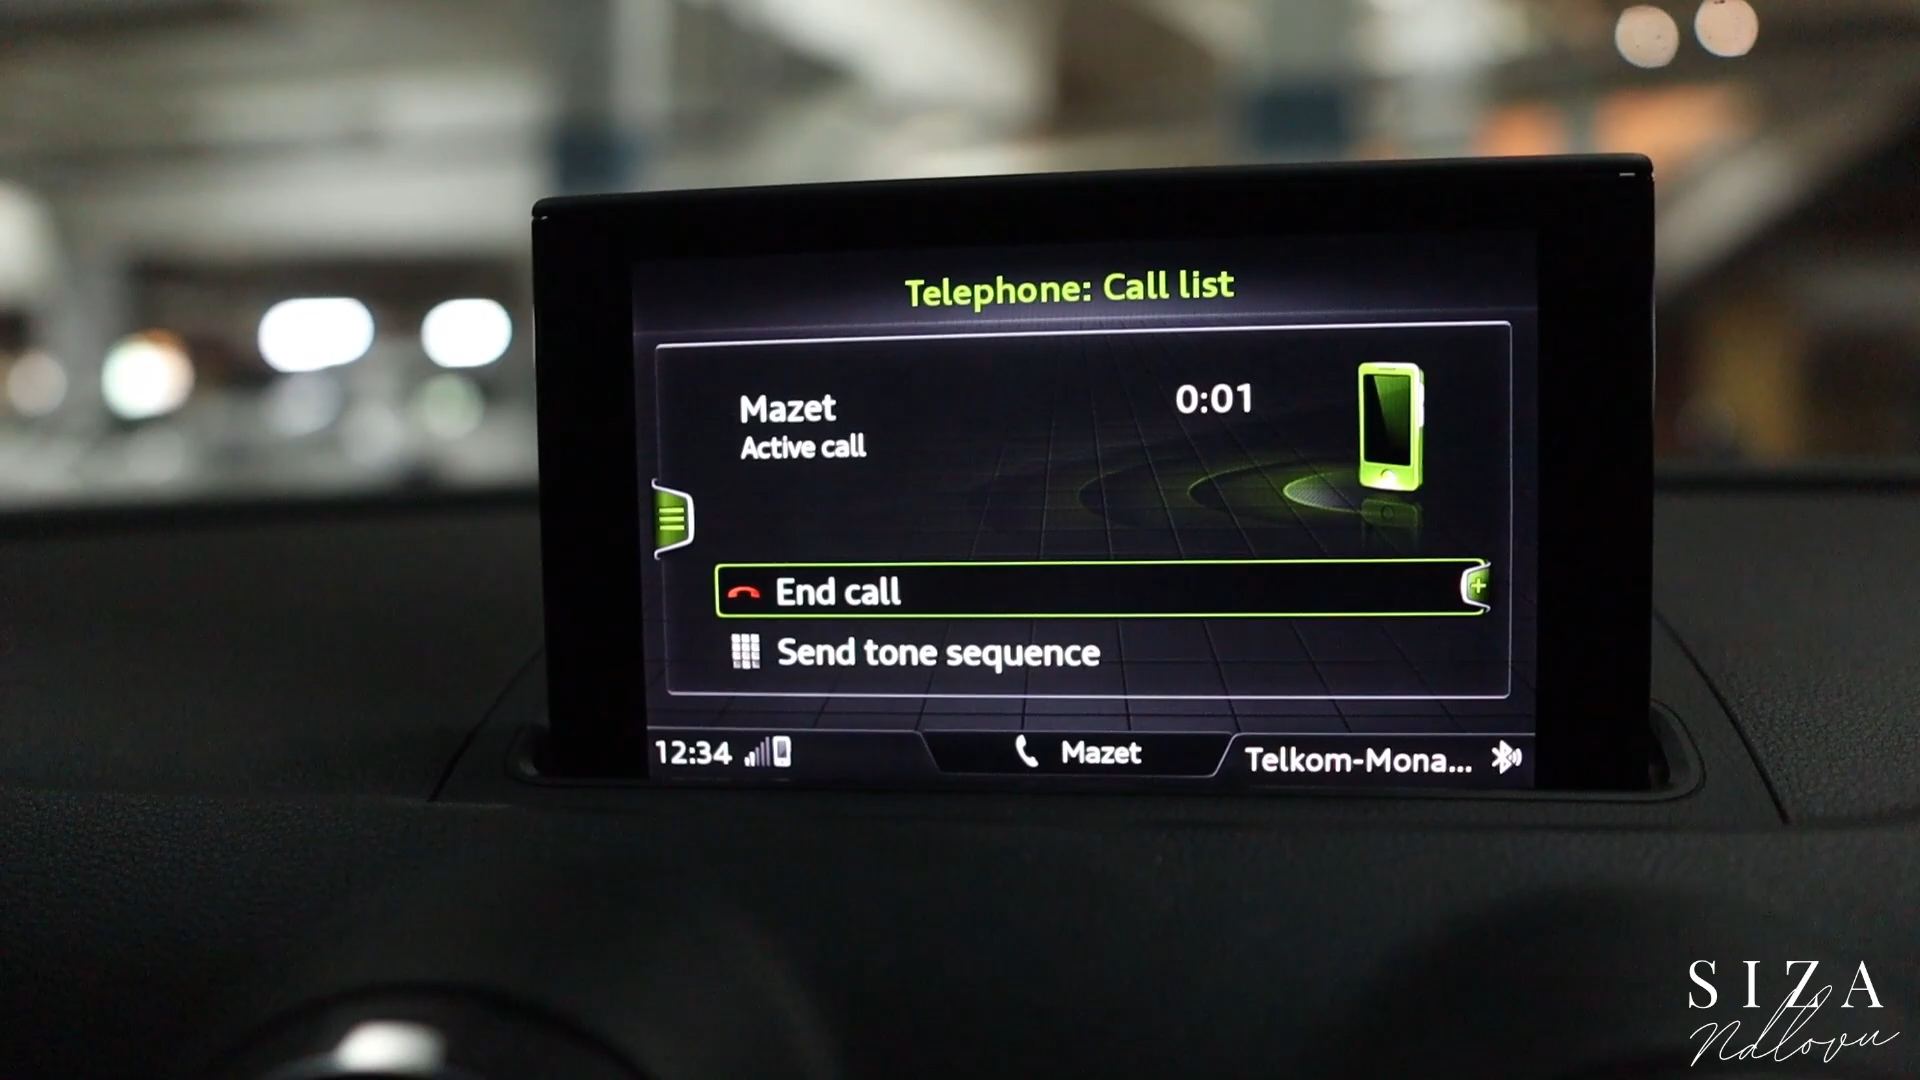 Telephone: Call list
Mazet
0:01
Active call
End call
Send tone sequence
12:34
Mazet
Telkom-Mona...
SIZA
Ndlovu